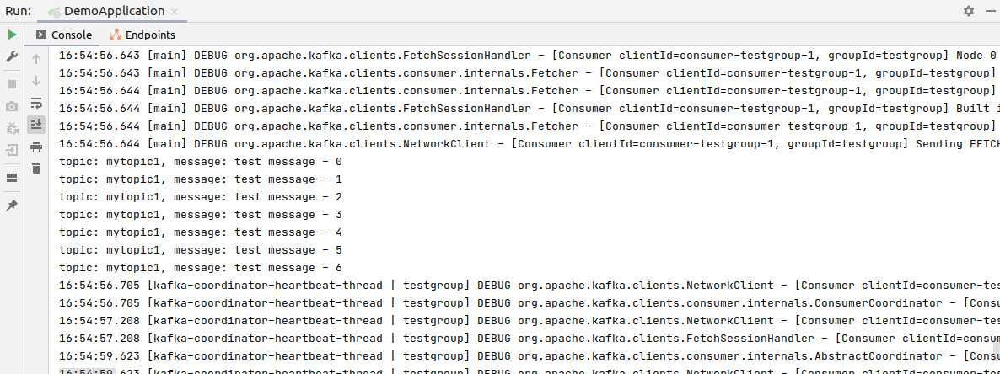 Run: DemoApplication
Console Endpoints
16:54:56.643 [main] DEBUG org.apache.kafka.clients.FetchSessionHandler - [Consumer clientId=consumer-testgroup-1, groupId=testgroup] Node 0
16:54:56.643 [main] DEBUG org.apache.kafka.clients.consumer.internals.Fetcher - [Consumer clientId=consumer-testgroup-1, groupId=testgroup]
16:54:56.644 [main] DEBUG org.apache.kafka.clients.consumer.internals.Fetcher - [Consumer clientId=consumer-testgroup-1, groupId=testgroup]
16:54:56.644 [main] DEBUG org.apache.kafka.clients.FetchSessionHandler - [Consumer clientId=consumer-testgroup-1, groupId=testgroup] Built i
16:54:56.644 [main] DEBUG org.apache.kafka.clients.consumer.internals.Fetcher - [Consumer clientId=consumer-testgroup-1, groupId=testgroup]
16:54:56.644 [main] DEBUG org.apache.kafka.clients.NetworkClient - [Consumer clientId=consumer-testgroup-1, groupId=testgroup] Sending FETCH
topic: mytopic1, message: test message - 0
topic: mytopic1, message: test message - 1
topic: mytopic1, message: test message - 2
topic: mytopic1, message: test message - 3
topic: mytopic1, message: test message - 4
topic: mytopic1, message: test message - 5
topic: mytopic1, message: test message - 6
16:54:56.705 [kafka-coordinator-heartbeat-thread | testgroup] DEBUG org.apache.kafka.clients.NetworkClient - [Consumer clientId=consumer-tes
16:54:56.705 [kafka-coordinator-heartbeat-thread | testgroup] DEBUG org.apache.kafka.clients.consumer.internals.ConsumerCoordinator - [Cons
16:54:57.208 [kafka-coordinator-heartbeat-thread | testgroup] DEBUG org.apache.kafka.clients.NetworkClient - [Consumer clientId=consumer-tes
16:54:57.208 [kafka-coordinator-heartbeat-thread | testgroup] DEBUG org.apache.kafka.clients.FetchSessionHandler - [Consumer clientId=consum
16:54:59.623 [kafka-coordinator-heartbeat-thread | testgroup] DEBUG org.apache.kafka.clients.consumer.internals.AbstractCoordinator - [Cons
16:54:59.623 [kafka-coordinator-heartbeat-thread | testgroup] DEBUG org.apache.kafka.clients.NetworkClient - [Consumer clientId=consumer-tes